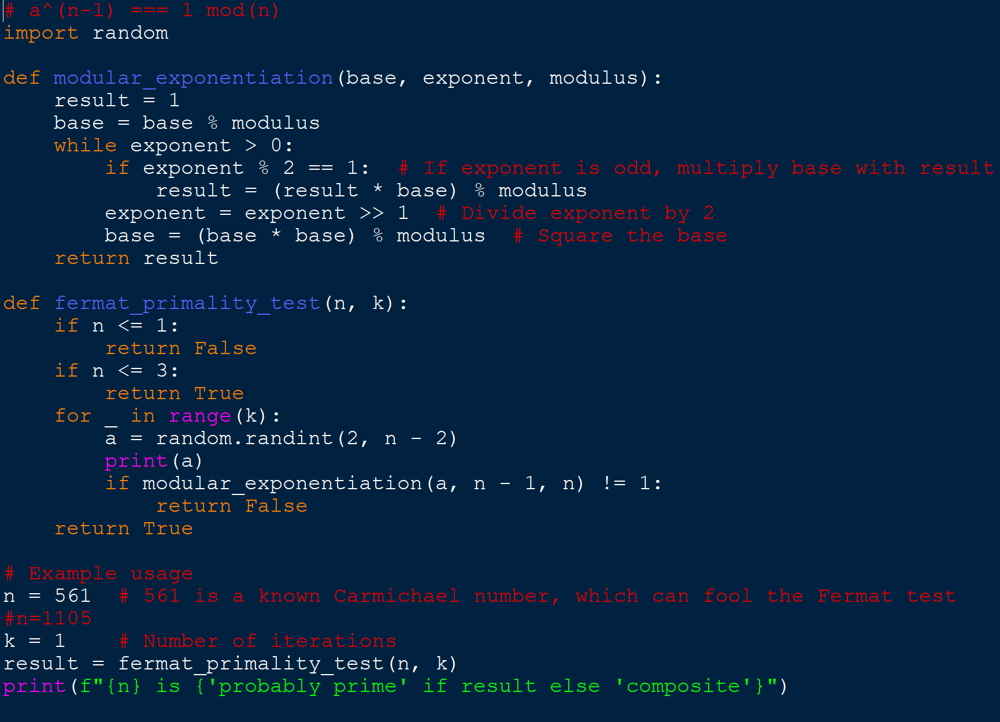 # a^(n-1) === 1 mod(n)
import random

def modular_exponentiation(base, exponent, modulus):
    result = 1
    base = base % modulus
    while exponent > 0:
        if exponent % 2 == 1:  # If exponent is odd, multiply base with result
            result = (result * base) % modulus
        exponent = exponent >> 1  # Divide exponent by 2
        base = (base * base) % modulus  # Square the base
    return result

def fermat_primality_test(n, k):
    if n <= 1:
        return False
    if n <= 3:
        return True
    for _ in range(k):
        a = random.randint(2, n - 2)
        print(a)
        if modular_exponentiation(a, n - 1, n) != 1:
            return False
    return True

# Example usage
n = 561  # 561 is a known Carmichael number, which can fool the Fermat test
#n=1105
k = 1    # Number of iterations
result = fermat_primality_test(n, k)
print(f"{n} is {'probably prime' if result else 'composite'}")